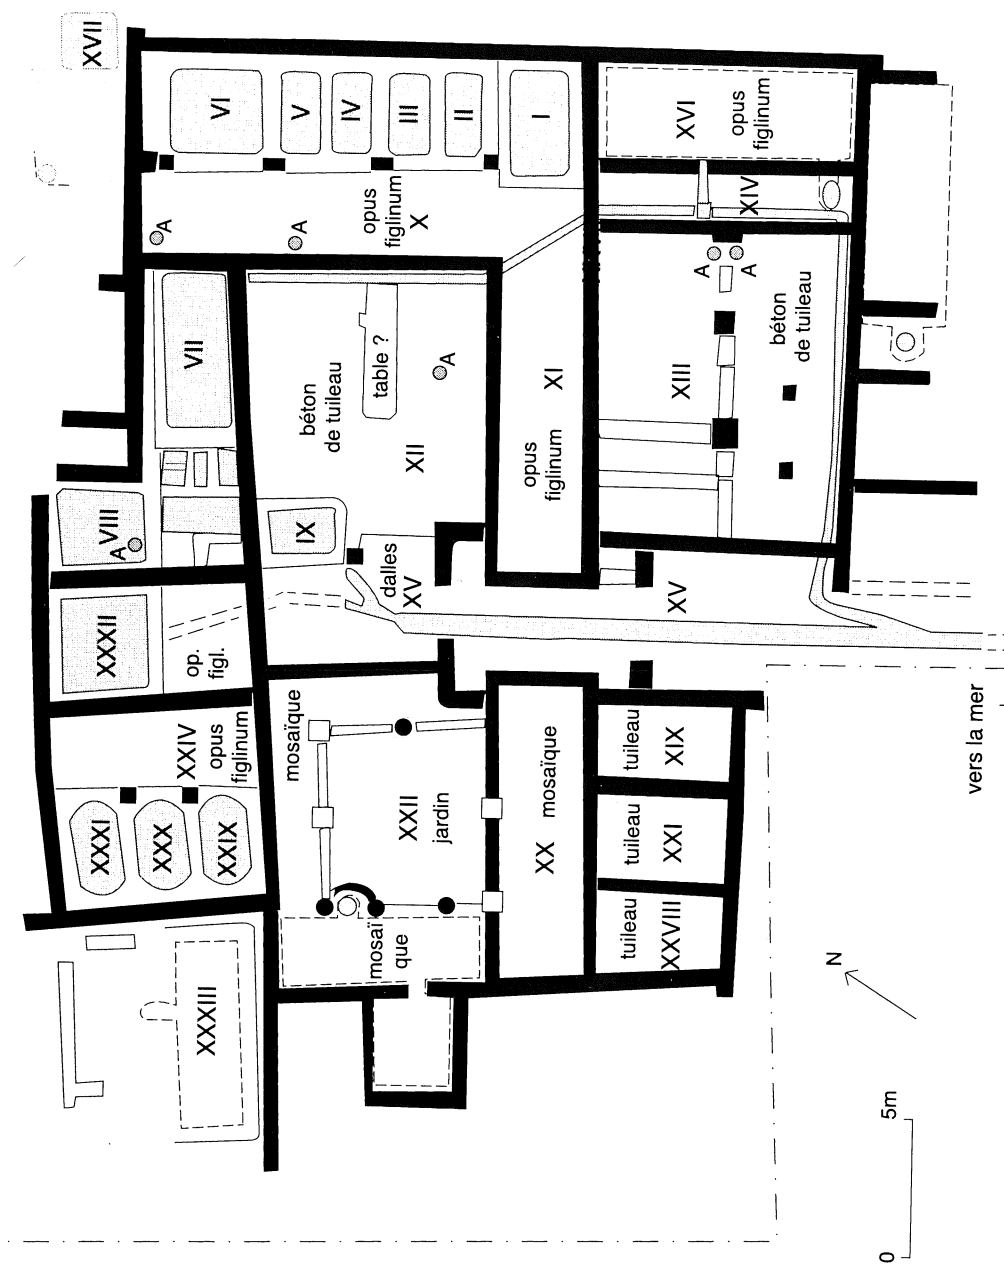 XVII
VI
V
IV
III
II
I
XVI
opus
figlinum
A
A
opus
figlinum
X
XIV
A
A
VII
béton
de tuileau
table ?
A
XII
XI
opus
figlinum
XIII
béton
de tuileau
VIII
A
IX
dalles
XV
XV
XXXII
op.
figl.
XXIV
opus
figlinum
mosaïque
XXXI
XXX
XXIX
XXII
jardin
XX
mosaïque
tuileau
XIX
tuileau
XXI
tuileau
XXVIII
mosaï
que
XXXIII
vers la mer
N
0
5m